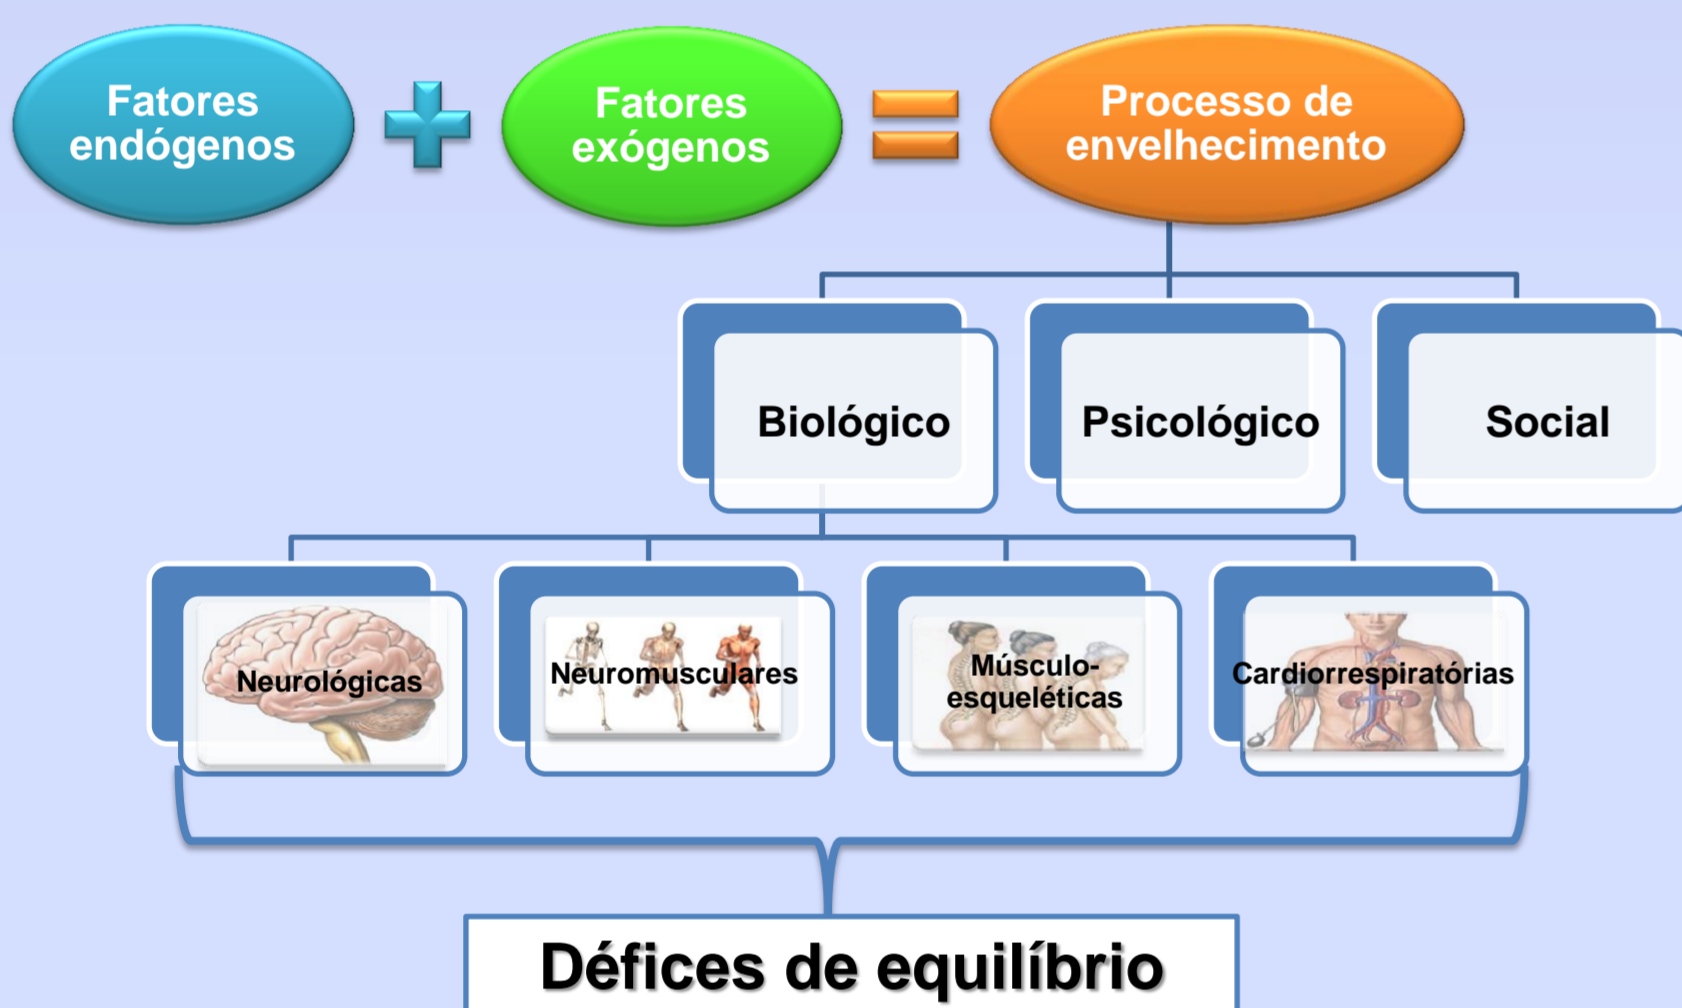 Fatores
endógenos
Fatores
exógenos
Processo de
envelhecimento
Biológico
Psicológico
Social
Neurológicas
Neuromusculares
Músculo-
esqueléticas
Cardiorrespiratórias
Défices de equilíbrio